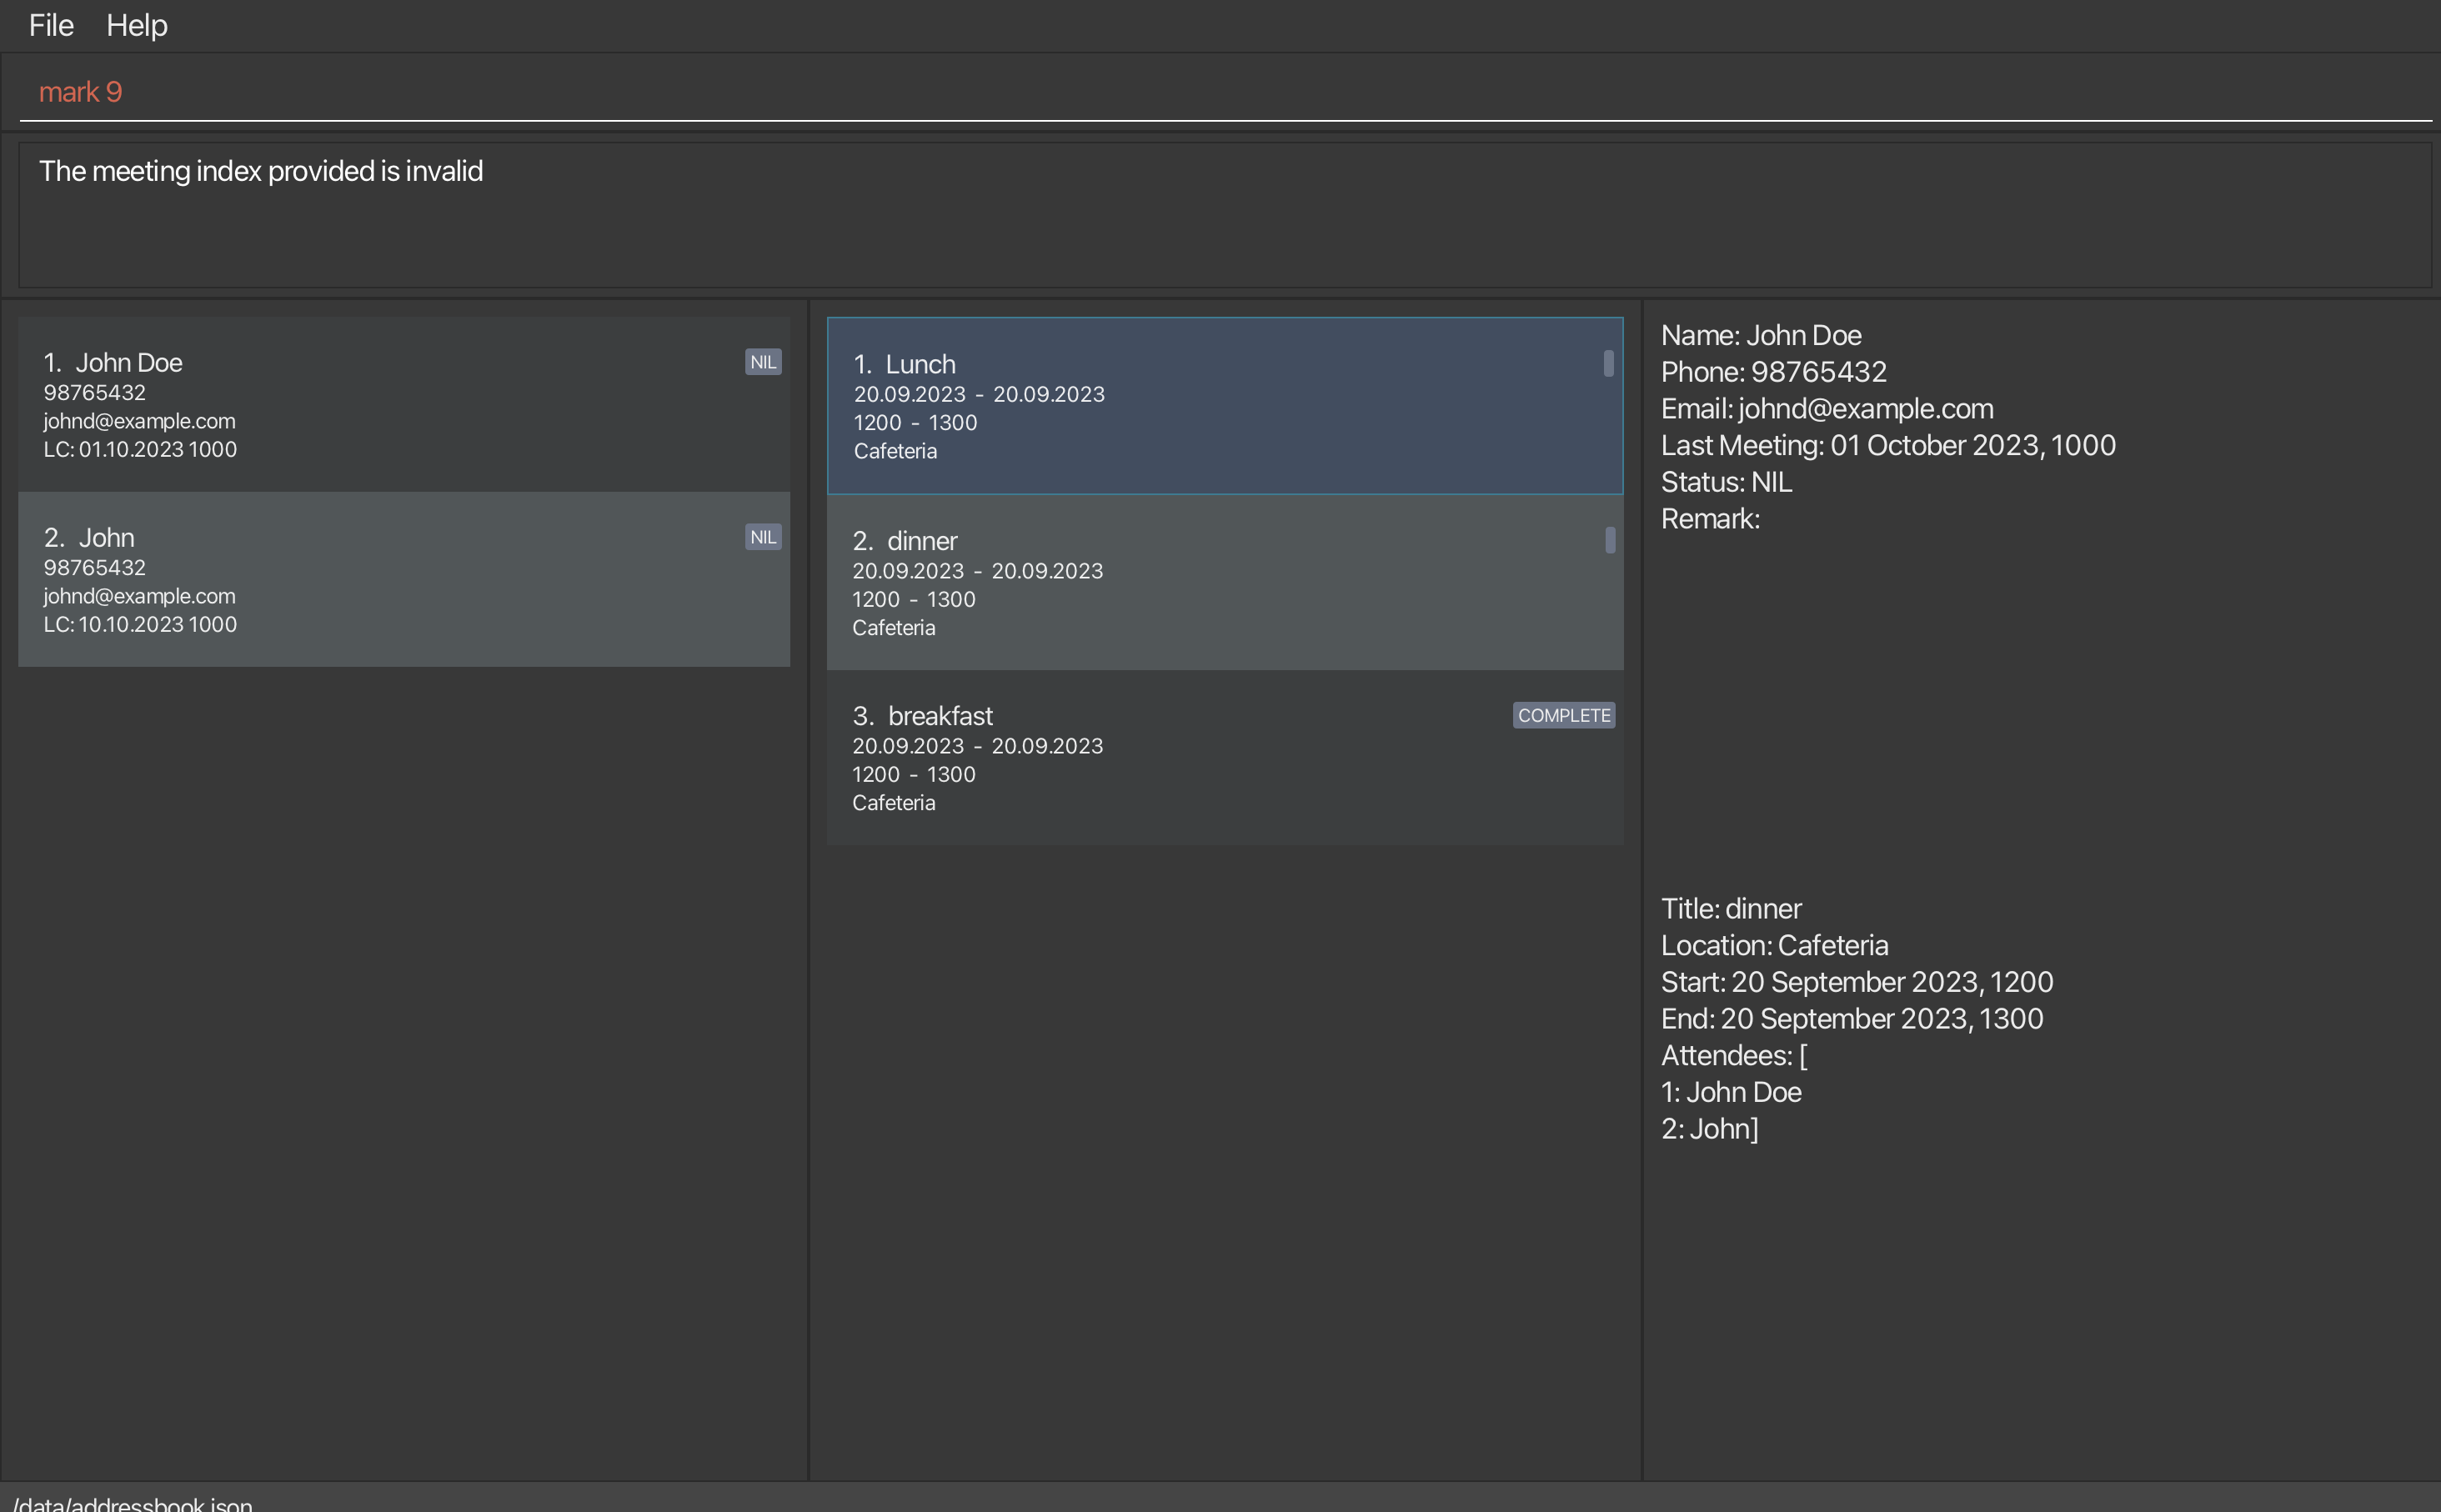 File Help
mark 9
The meeting index provided is invalid
1. John Doe NIL
98765432
johnd@example.com
LC: 01.10.2023 1000
2. John NIL
98765432
johnd@example.com
LC: 10.10.2023 1000
1. Lunch
20.09.2023 - 20.09.2023
1200 - 1300
Cafeteria
2. dinner
20.09.2023 - 20.09.2023
1200 - 1300
Cafeteria
3. breakfast COMPLETE
20.09.2023 - 20.09.2023
1200 - 1300
Cafeteria
Name: John Doe
Phone: 98765432
Email: johnd@example.com
Last Meeting: 01 October 2023, 1000
Status: NIL
Remark:
Title: dinner
Location: Cafeteria
Start: 20 September 2023, 1200
End: 20 September 2023, 1300
Attendees: [
1: John Doe
2: John]
/data/addressbook.json